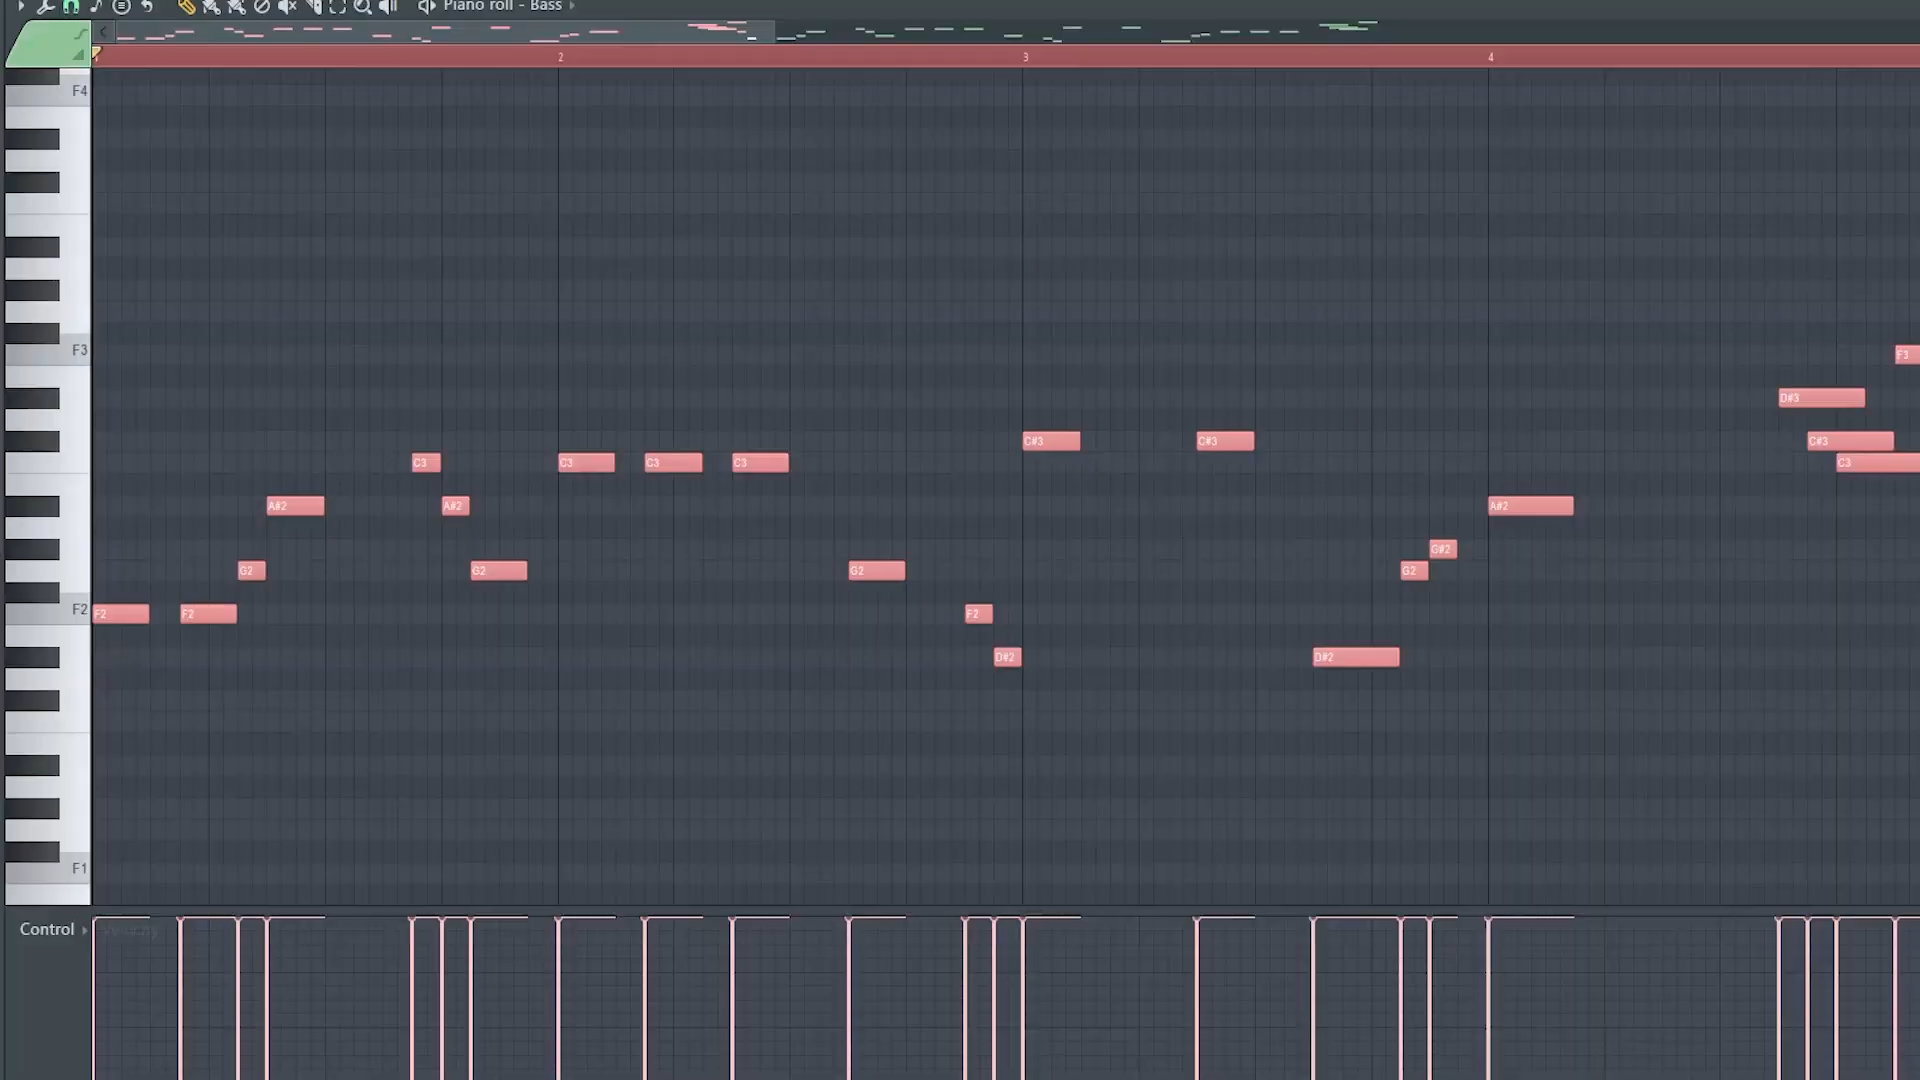 Piano roll - Bass
2 3 4
F4
F3
F3
D#3
C#3 C#3 C#3
C3 C3 C3 C3 C3
A#2 A#2 A#2
G#2
G2 G2 G2 G2
F2 F2 F2 F2
D#2 D#2
F1
Control Velocity